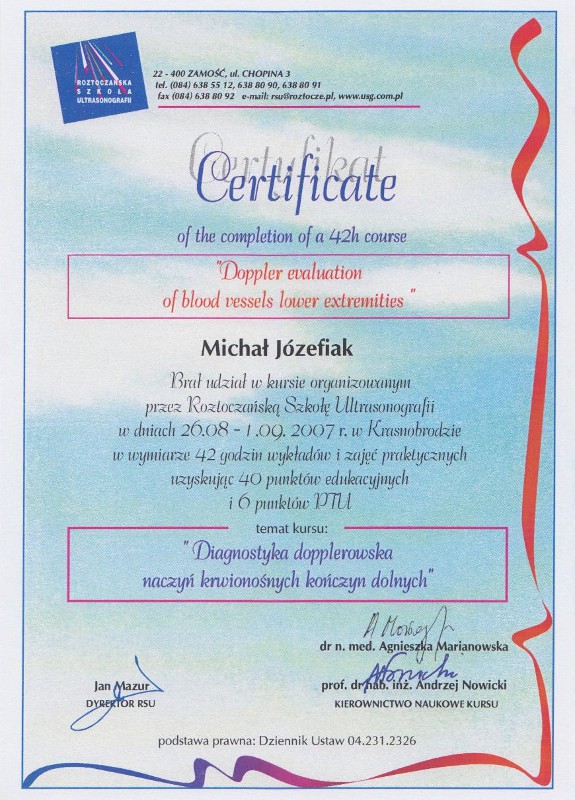 ROZTOCZAŃSKA
SZKOŁA
ULTRASONOGRAFII
22 - 400 ZAMOŚĆ, ul. CHOPINA 3
tel. (084) 638 55 12, 638 80 90, 638 80 91
fax (084) 638 80 92 e-mail: rsu@roztocze.pl, www.usg.com.pl
Certyfikat
Certificate
of the completion of a 42h course
"Doppler evaluation
of blood vessels lower extremities"
Michał Józefiak
Brał udział w kursie organizowanym
przez Roztoczańską Szkołę Ultrasonografii
w dniach 26.08 - 1.09. 2007 r. w Krasnobrodzie
w wymiarze 42 godzin wykładów i zajęć praktycznych
uzyskując 40 punktów edukacyjnych
i 6 punktów PTU
temat kursu:
"Diagnostyka dopplerowska
naczyń krwionośnych kończyn dolnych"
dr n. med. Agnieszka Marianowska
Jan Mazur
DYREKTOR RSU
prof. dr hab. inż. Andrzej Nowicki
KIEROWNICTWO NAUKOWE KURSU
podstawa prawna: Dziennik Ustaw 04.231.2326